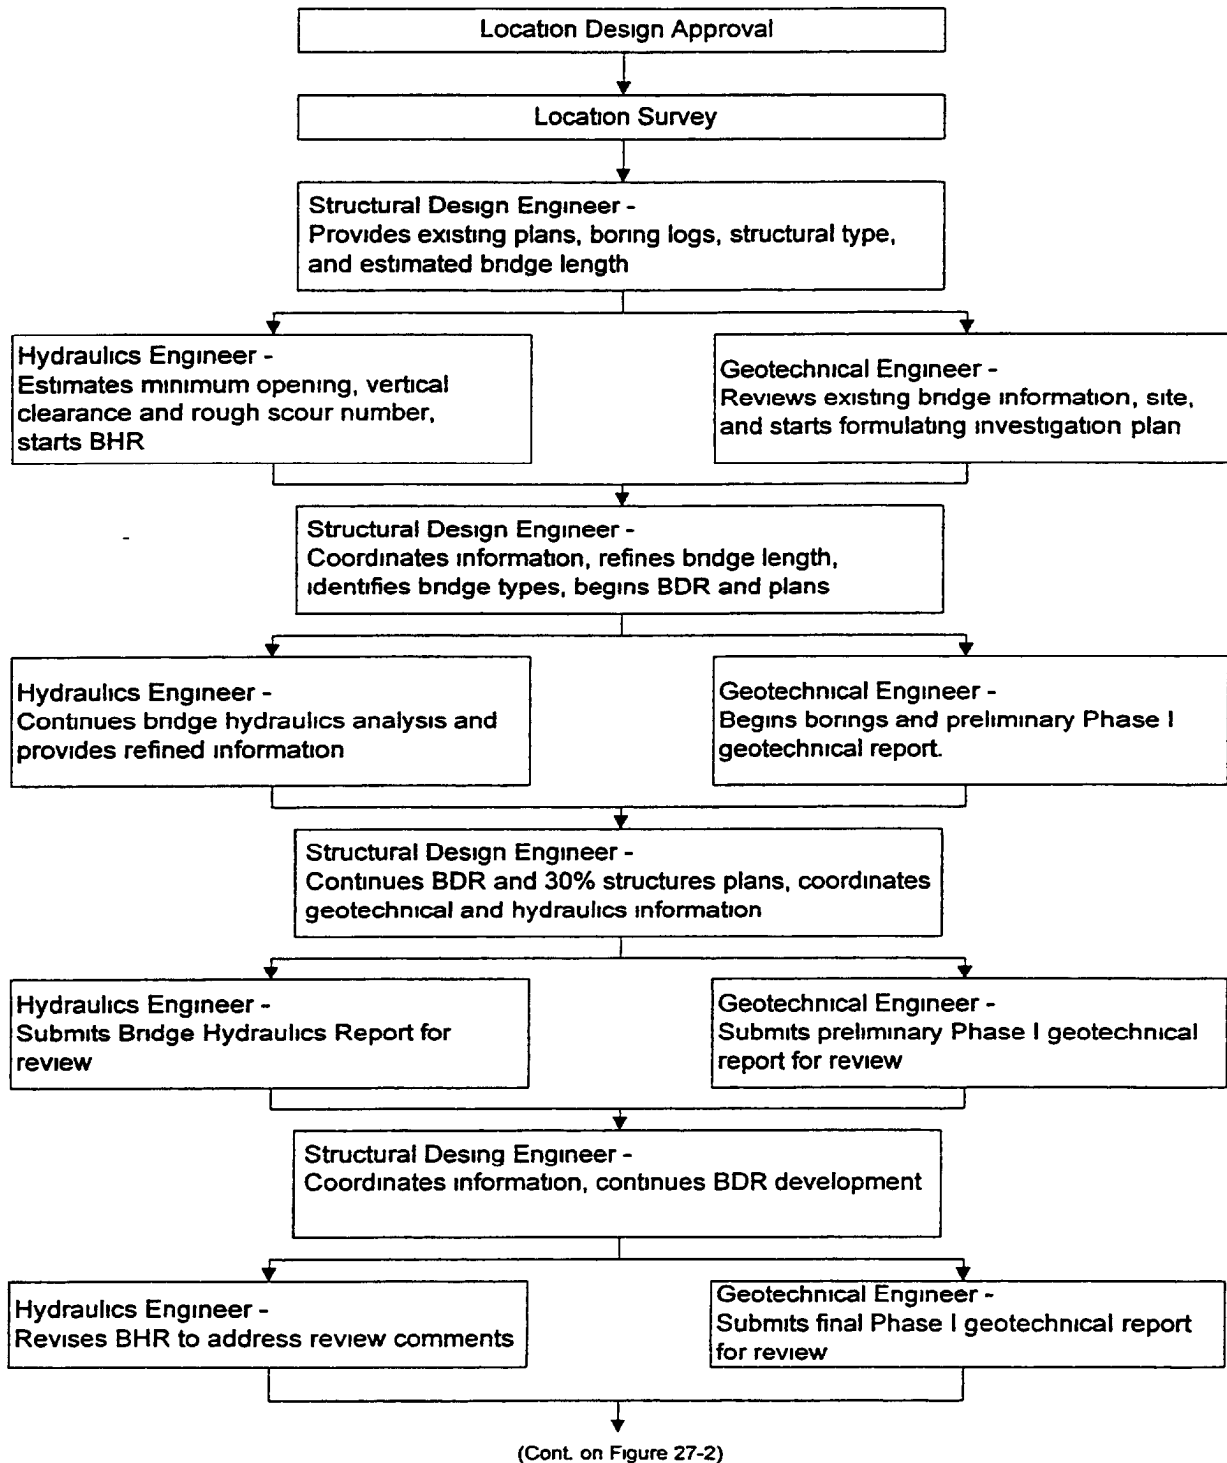 Location Design Approval
Location Survey
Structural Design Engineer -
Provides existing plans, boring logs, structural type,
and estimated bridge length
Hydraulics Engineer -
Estimates minimum opening, vertical
clearance and rough scour number,
starts BHR
Geotechnical Engineer -
Reviews existing bridge information, site,
and starts formulating investigation plan
Structural Design Engineer -
Coordinates information, refines bridge length,
identifies bridge types, begins BDR and plans
Hydraulics Engineer -
Continues bridge hydraulics analysis and
provides refined information
Geotechnical Engineer -
Begins borings and preliminary Phase I
geotechnical report.
Structural Design Engineer -
Continues BDR and 30% structures plans, coordinates
geotechnical and hydraulics information
Hydraulics Engineer -
Submits Bridge Hydraulics Report for
review
Geotechnical Engineer -
Submits preliminary Phase I geotechnical
report for review
Structural Desing Engineer -
Coordinates information, continues BDR development
Hydraulics Engineer -
Revises BHR to address review comments
Geotechnical Engineer -
Submits final Phase I geotechnical report
for review
(Cont. on Figure 27-2)